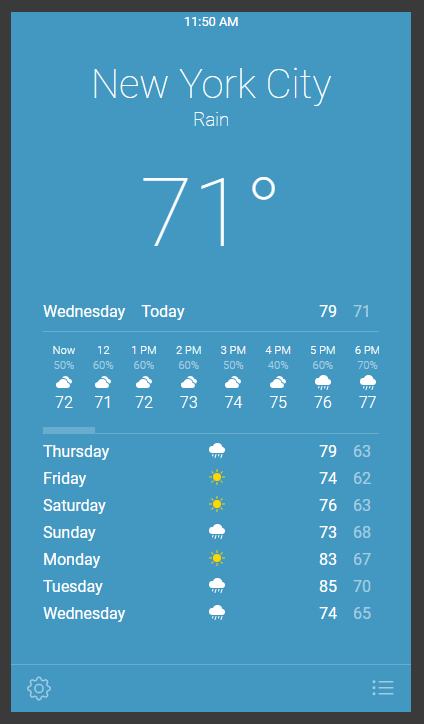 11:50 AM
New York City
Rain
71°
Wednesday Today 79 71
Now 12 1 PM 2 PM 3 PM 4 PM 5 PM 6 PM
50% 60% 60% 60% 50% 40% 60% 70%
72 71 72 73 74 75 76 77
Thursday 79 63
Friday 74 62
Saturday 76 63
Sunday 73 68
Monday 83 67
Tuesday 85 70
Wednesday 74 65